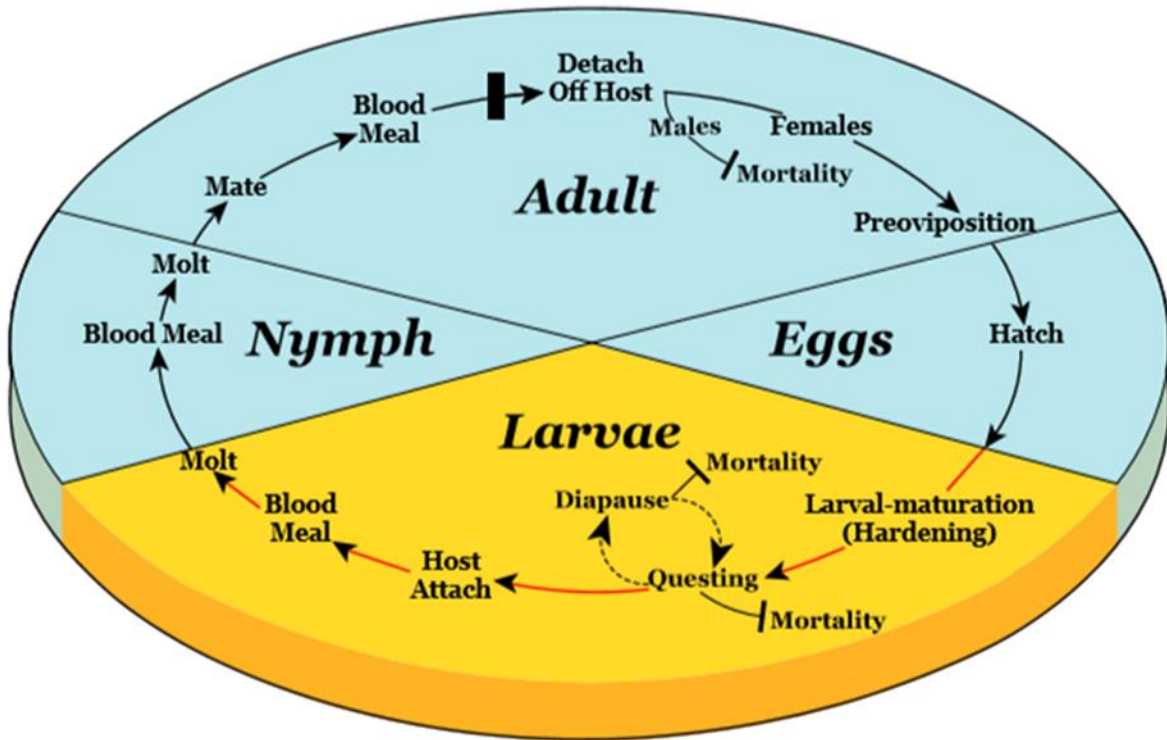 Detach
Off Host
Blood
Meal
Males
Females
Mortality
Mate
Adult
Preoviposition
Molt
Blood Meal
Nymph
Eggs
Hatch
Larvae
Molt
Mortality
Diapause
Blood
Meal
Larval-maturation
(Hardening)
Host
Attach
Questing
Mortality